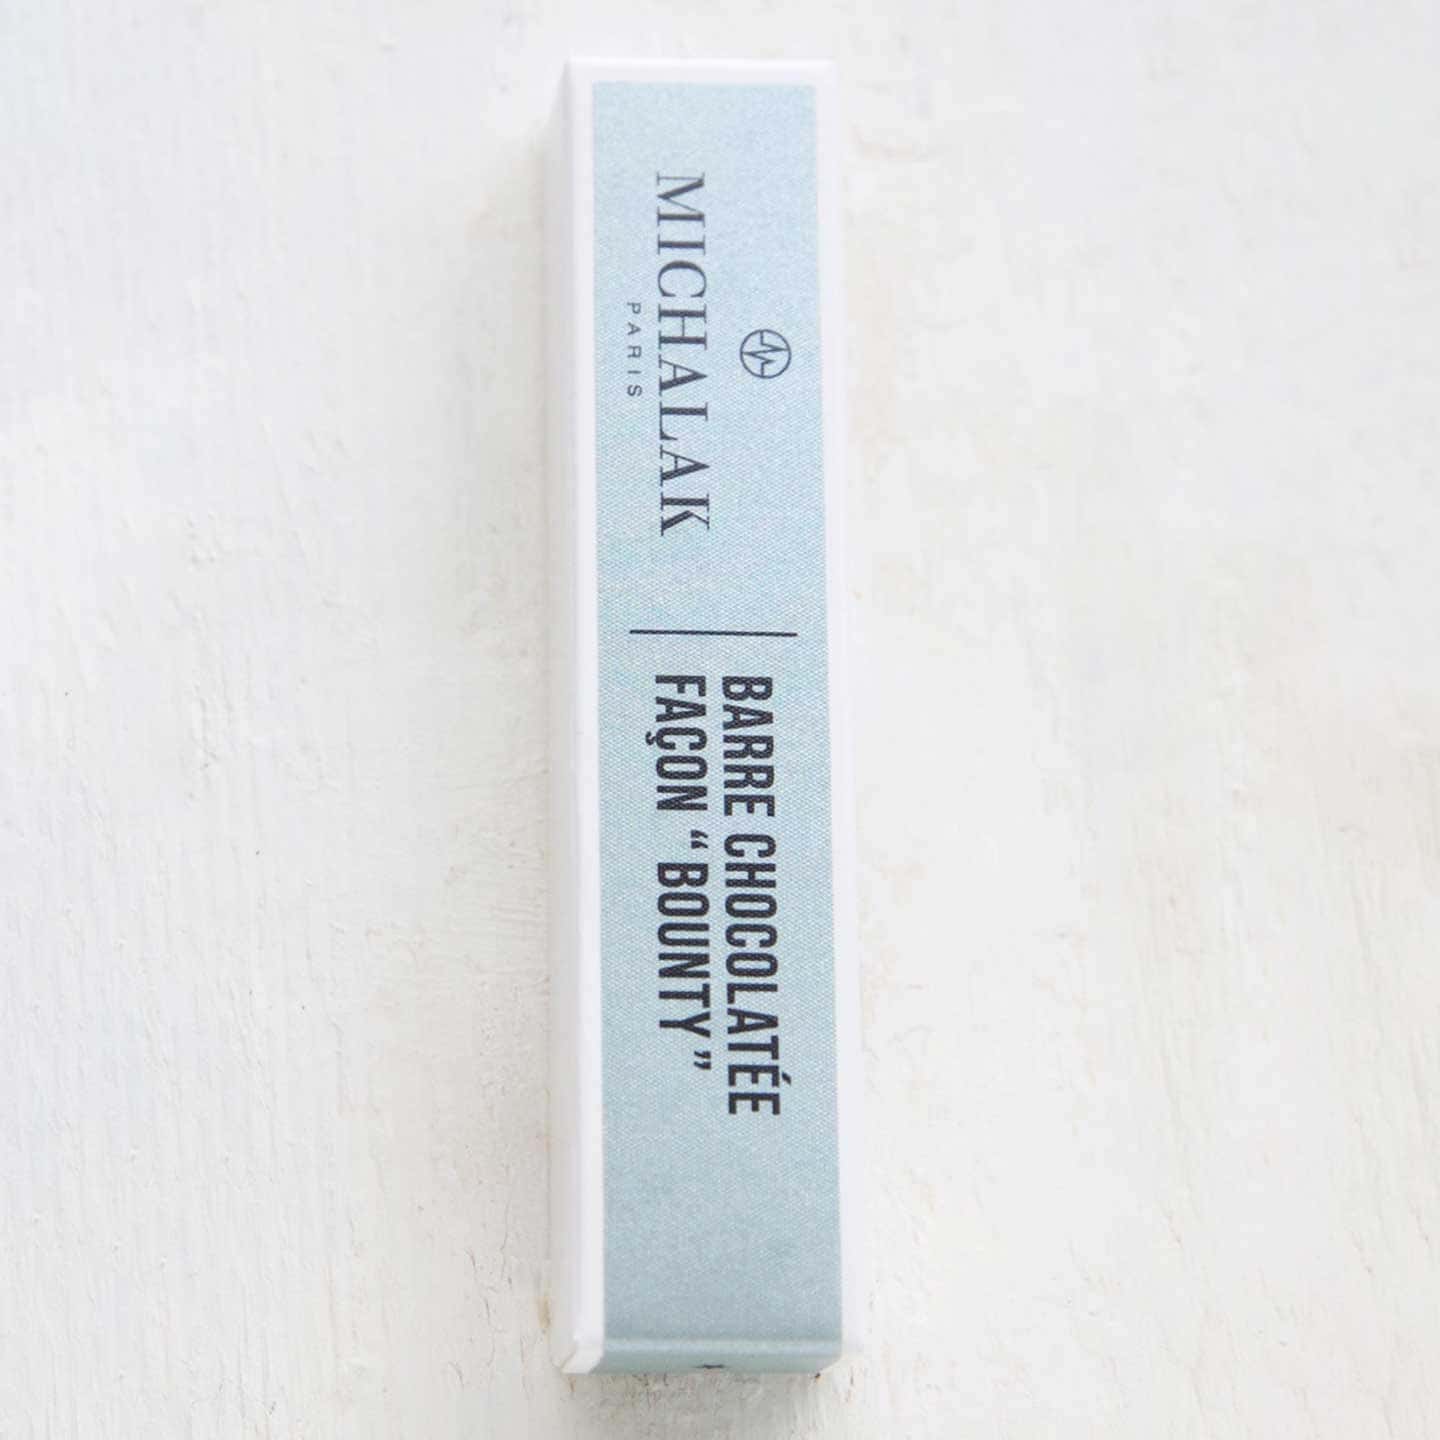 MICHALAK
PARIS
BARRE CHOCOLATÉE
FAÇON “BOUNTY”